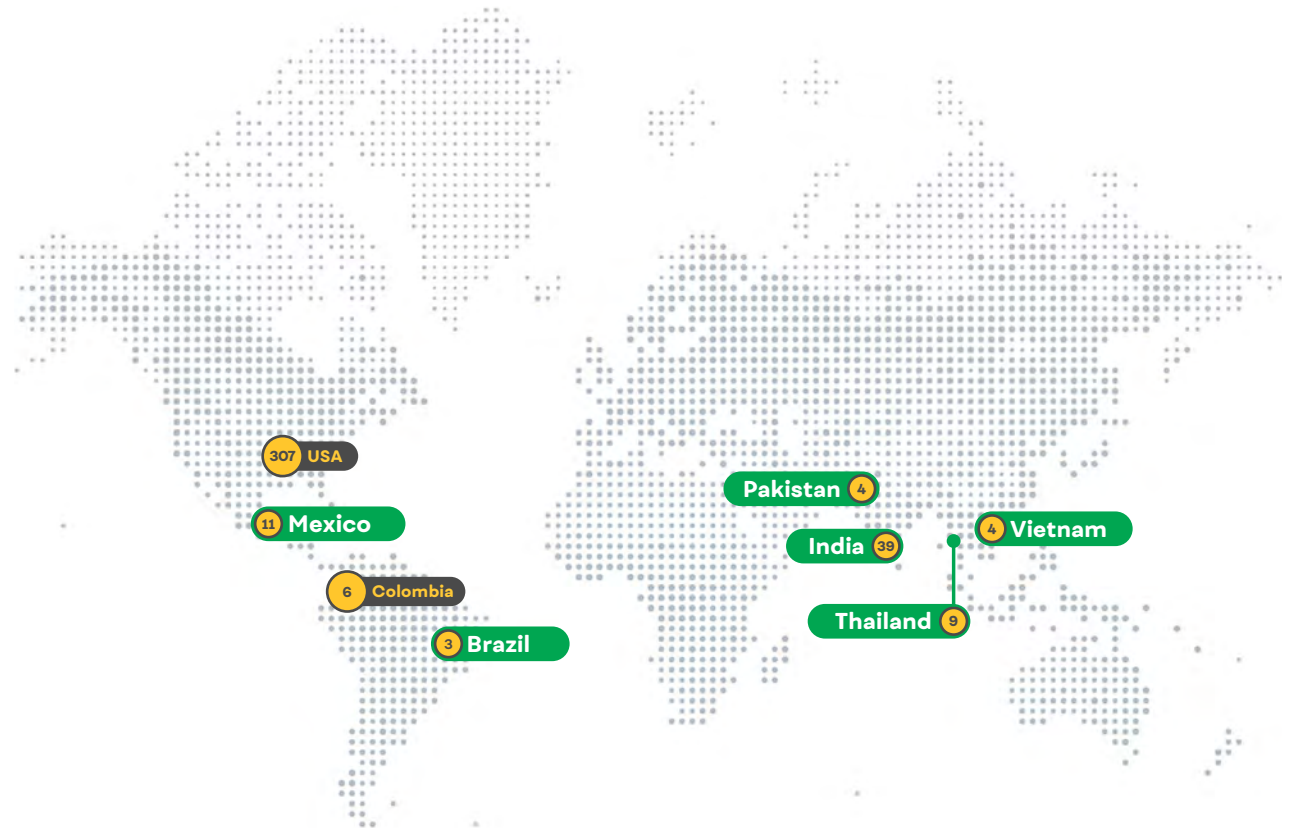 307 USA
Pakistan 4
11 Mexico
4 Vietnam
India 39
6 Colombia
Thailand 9
3 Brazil